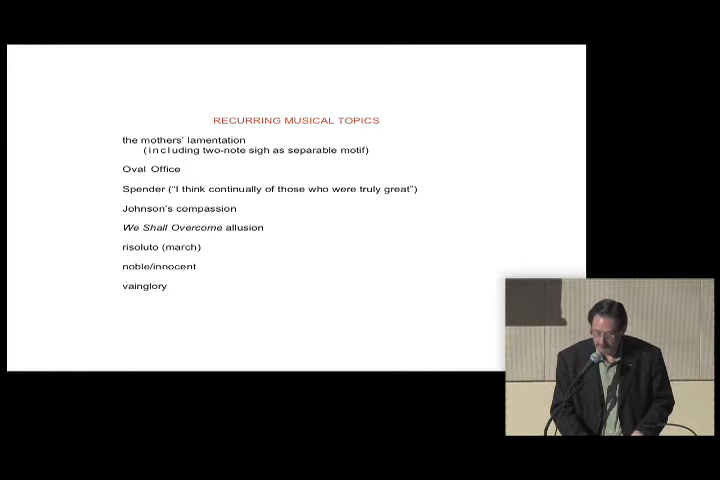 RECURRING MUSICAL TOPICS
the mothers' lamentation
(including two-note sigh as separable motif)
Oval Office
Spender ("I think continually of those who were truly great")
Johnson's compassion
We Shall Overcome allusion
risoluto (march)
noble/innocent
vainglory